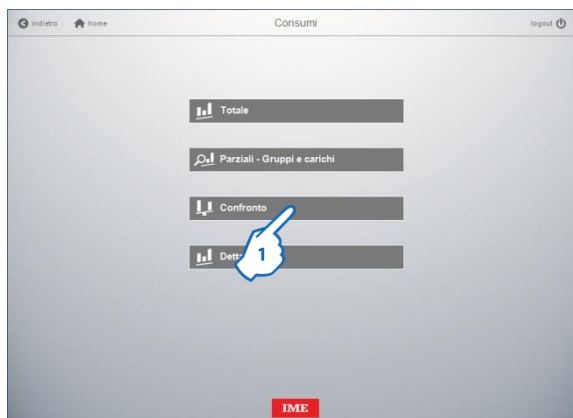 indietro home Consumi logout
Totale
Parziali - Gruppi e carichi
Confronto
1
IME